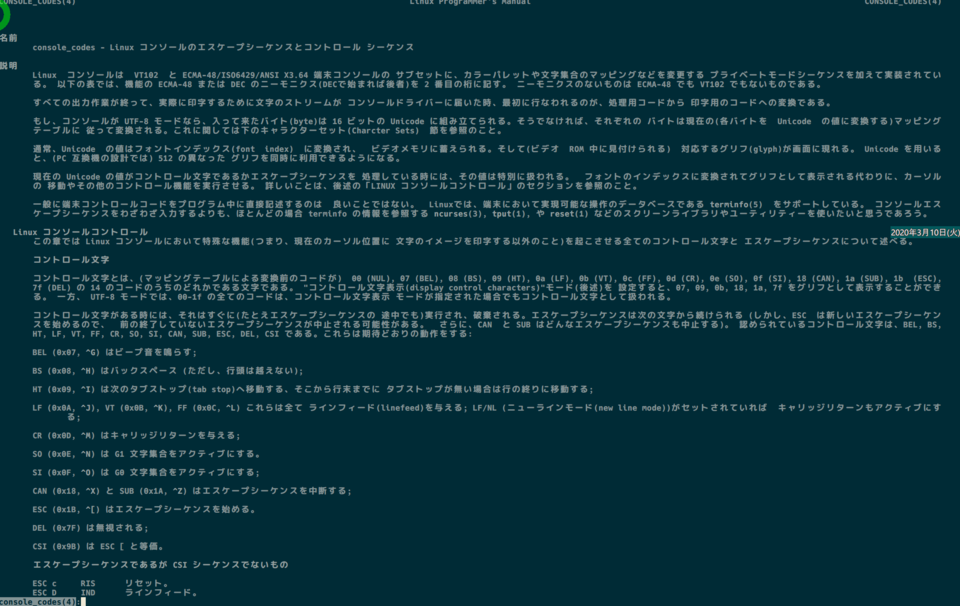 CONSOLE_CODES(4) Linux Programmer's Manual CONSOLE_CODES(4)
名前
console_codes - Linux コンソールのエスケープシーケンスとコントロール シーケンス
説明
Linux コンソールは VT102 と ECMA-48/ISO6429/ANSI X3.64 端末コンソールの サブセットに、カラーパレットや文字集合のマッピングなどを変更する プライベートモードシーケンスを加えて実装されてい
る。 以下の表では、機能の ECMA-48 または DEC のニーモニクス(DECで始まれば後者)を 2 番目の桁に記す。 ニーモニクスのないものは ECMA-48 でも VT102 でもないものである。
すべての出力作業が終って、実際に印字するために文字のストリームが コンソールドライバーに届いた時、最初に行なわれるのが、処理用コードから 印字用のコードへの変換である。
もし、コンソールが UTF-8 モードなら、入って来たバイト(byte)は 16 ビットの Unicode に組み立てられる。そうでなければ、それぞれの バイトは現在の(各バイトを Unicode の値に変換する)マッピング
テーブルに 従って変換される。これに関しては下のキャラクターセット(Charcter Sets) 節を参照のこと。
通常、Unicode の値はフォントインデックス(font index) に変換され、 ビデオメモリに蓄えられる。そして(ビデオ ROM 中に見付けられる) 対応するグリフ(glyph)が画面に現れる。 Unicode を用いる
と、(PC 互換機の設計では) 512 の異なった グリフを同時に利用できるようになる。
現在の Unicode の値がコントロール文字であるかエスケープシーケンスを 処理している時には、その値は特別に扱われる。 フォントのインデックスに変換されてグリフとして表示される代わりに、カーソル
の 移動やその他のコントロール機能を実行させる。 詳しいことは、後述の「LINUX コンソールコントロール」のセクションを参照のこと。
一般に端末コントロールコードをプログラム中に直接記述するのは 良いことではない。 Linuxでは、端末において実現可能な操作のデータベースである terminfo(5) をサポートしている。 コンソールエス
ケープシーケンスをわざわざ入力するよりも、ほとんどの場合 terminfo の情報を参照する ncurses(3), tput(1), や reset(1) などのスクリーンライブラリやユーティリティーを使いたいと思うであろう。
Linux コンソールコントロール
2020年3月10日(火)
この章では Linux コンソールにおいて特殊な機能(つまり、現在のカーソル位置に 文字のイメージを印字する以外のこと)を起こさせる全てのコントロール文字と エスケープシーケンスについて述べる。
コントロール文字
コントロール文字とは、(マッピングテーブルによる変換前のコードが) 00 (NUL), 07 (BEL), 08 (BS), 09 (HT), 0a (LF), 0b (VT), 0c (FF), 0d (CR), 0e (SO), 0f (SI), 18 (CAN), 1a (SUB), 1b (ESC),
7f (DEL) の 14 のコードのうちのどれかである文字である。 "コントロール文字表示(display control characters)"モード(後述)を 設定すると、07, 09, 0b, 18, 1a, 7f をグリフとして表示することができ
る。 一方、 UTF-8 モードでは、00-1f の全てのコードは、コントロール文字表示 モードが指定された場合でもコントロール文字として扱われる。
コントロール文字がある時には、それはすぐに(たとえエスケープシーケンスの 途中でも)実行され、破棄される。エスケープシーケンスは次の文字から続けられる (しかし、ESC は新しいエスケープシーケン
スを始めるので、 前の終了していないエスケープシーケンスが中止される可能性がある。 さらに、CAN と SUB はどんなエスケープシーケンスも中止する)。 認められているコントロール文字は、BEL, BS,
HT, LF, VT, FF, CR, SO, SI, CAN, SUB, ESC, DEL, CSI である。これらは期待どおりの動作をする:
BEL (0x07, ^G) はビープ音を鳴らす;
BS (0x08, ^H) はバックスペース (ただし、行頭は越えない);
HT (0x09, ^I) は次のタブストップ(tab stop)へ移動する、そこから行末までに タブストップが無い場合は行の終りに移動する;
LF (0x0A, ^J), VT (0x0B, ^K), FF (0x0C, ^L) これらは全て ラインフィード(linefeed)を与える; LF/NL (ニューラインモード(new line mode))がセットされていれば キャリッジリターンもアクティブにす
る;
CR (0x0D, ^M) はキャリッジリターンを与える;
SO (0x0E, ^N) は G1 文字集合をアクティブにする。
SI (0x0F, ^O) は G0 文字集合をアクティブにする;
CAN (0x18, ^X) と SUB (0x1A, ^Z) はエスケープシーケンスを中断する;
ESC (0x1B, ^[) はエスケープシーケンスを始める。
DEL (0x7F) は無視される;
CSI (0x9B) は ESC [ と等価。
エスケープシーケンスであるが CSI シーケンスでないもの
ESC c RIS リセット。
ESC D IND ラインフィード。
console_codes(4):